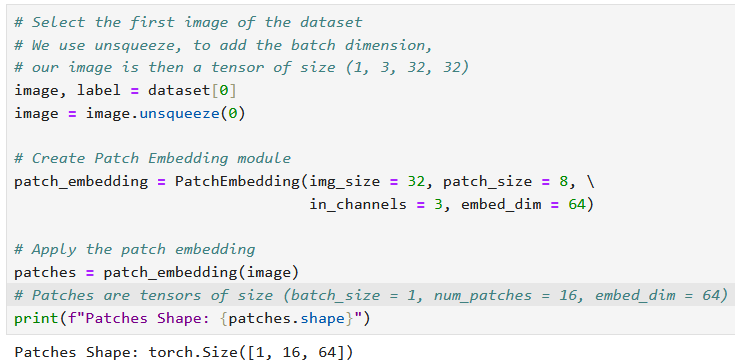 # Select the first image of the dataset
# We use unsqueeze, to add the batch dimension,
# our image is then a tensor of size (1, 3, 32, 32)
image, label = dataset[0]
image = image.unsqueeze(0)
# Create Patch Embedding module
patch_embedding = PatchEmbedding(img_size = 32, patch_size = 8, \
in_channels = 3, embed_dim = 64)
# Apply the patch embedding
patches = patch_embedding(image)
# Patches are tensors of size (batch_size = 1, num_patches = 16, embed_dim = 64)
print(f"Patches Shape: {patches.shape}")
Patches Shape: torch.Size([1, 16, 64])